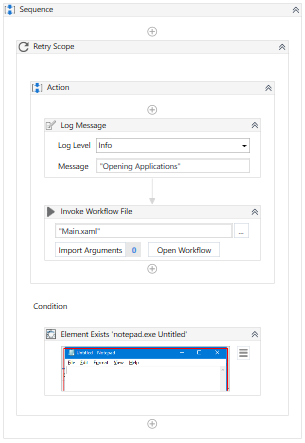 Sequence
Retry Scope
Action
Log Message
Log Level Info
Message "Opening Applications"
Invoke Workflow File
"Main.xaml" ...
Import Arguments 0 Open Workflow
Condition
Element Exists 'notepad.exe Untitled'
Untitled - Notepad
File Edit Format View Help